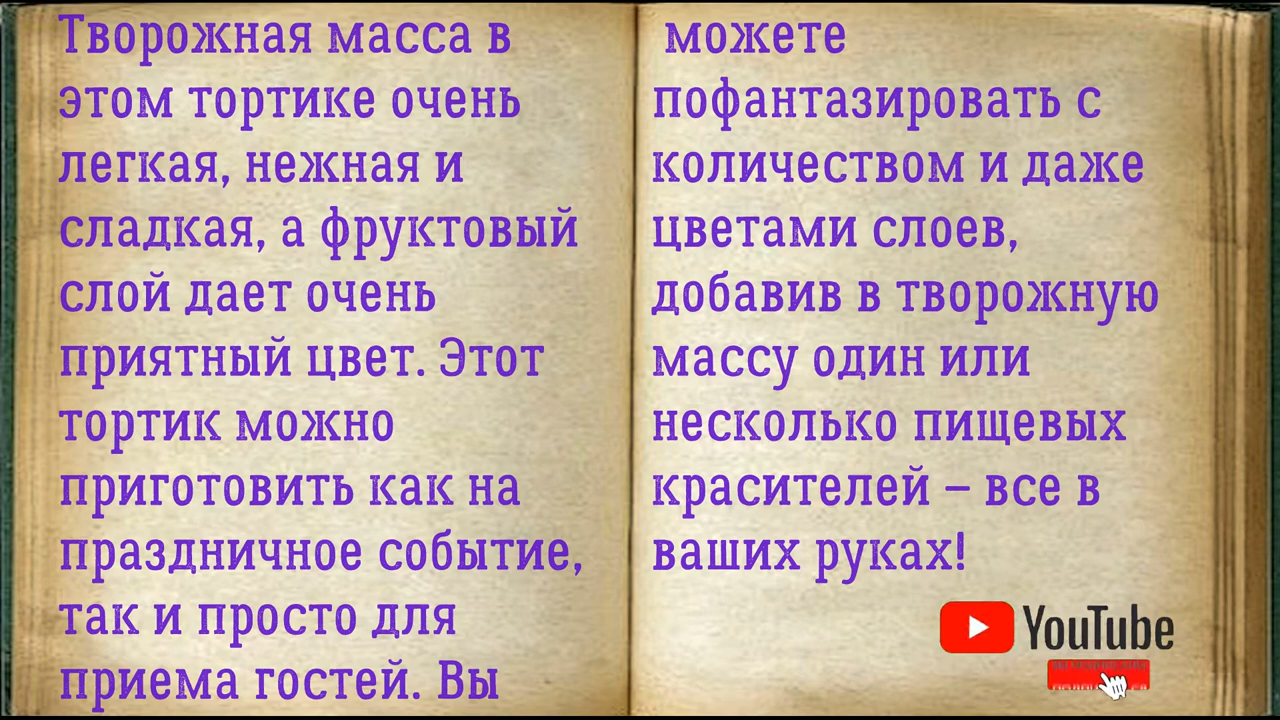 Творожная масса в
этом тортике очень
легкая, нежная и
сладкая, а фруктовый
слой дает очень
приятный цвет. Этот
тортик можно
приготовить как на
праздничное событие,
так и просто для
приема гостей. Вы
можете
пофантазировать с
количеством и даже
цветами слоев,
добавив в творожную
массу один или
несколько пищевых
красителей – все в
ваших руках!
YouTube